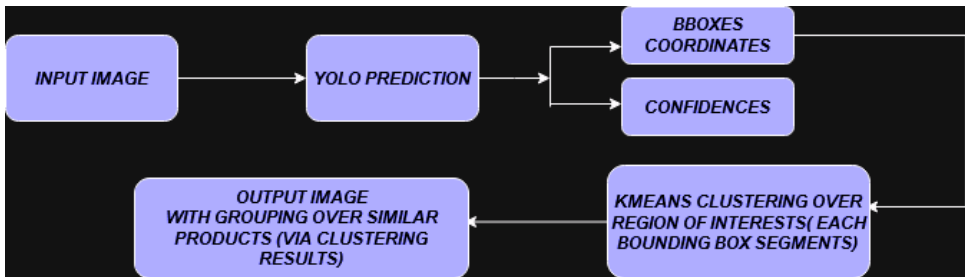 INPUT IMAGE
YOLO PREDICTION
BBOXES
COORDINATES
CONFIDENCES
KMEANS CLUSTERING OVER
REGION OF INTERESTS( EACH
BOUNDING BOX SEGMENTS)
OUTPUT IMAGE
WITH GROUPING OVER SIMILAR
PRODUCTS (VIA CLUSTERING
RESULTS)